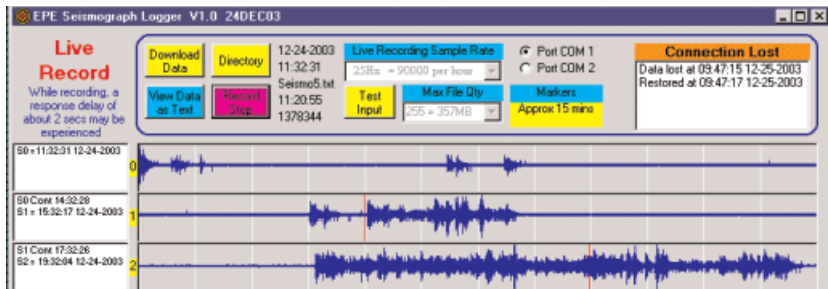 EPE Seismograph Logger V1.0 24DEC03
Live
Record
While recording, a
response delay of
about 2 secs may be
experienced
Download
Data
Directory
View Data
as Text
Record
Stop
12-24-2003
11:32:31
Seismo5.txt
11:20:55
1378344
Live Recording Sample Rate
25Hz = 90000 per hour
Test
Input
Max File Qty
255 = 357MB
Port COM 1
Port COM 2
Markers
Approx 15 mins
Connection Lost
Data lost at 09:47:15 12-25-2003
Restored at 09:47:17 12-25-2003
S0=11:32:31 12-24-2003
0
S0 Cont 14:32:28
S1 = 15:32:17 12-24-2003
1
S1 Cont 17:32:26
S2 = 19:32:04 12-24-2003
2